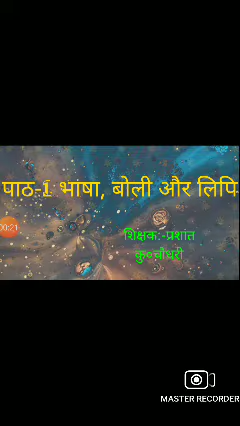 पाठ-1 भाषा, बोली और लिपि
00:21
शिक्षक:-प्रशांत
कु०चौधरी
MASTER RECORDER